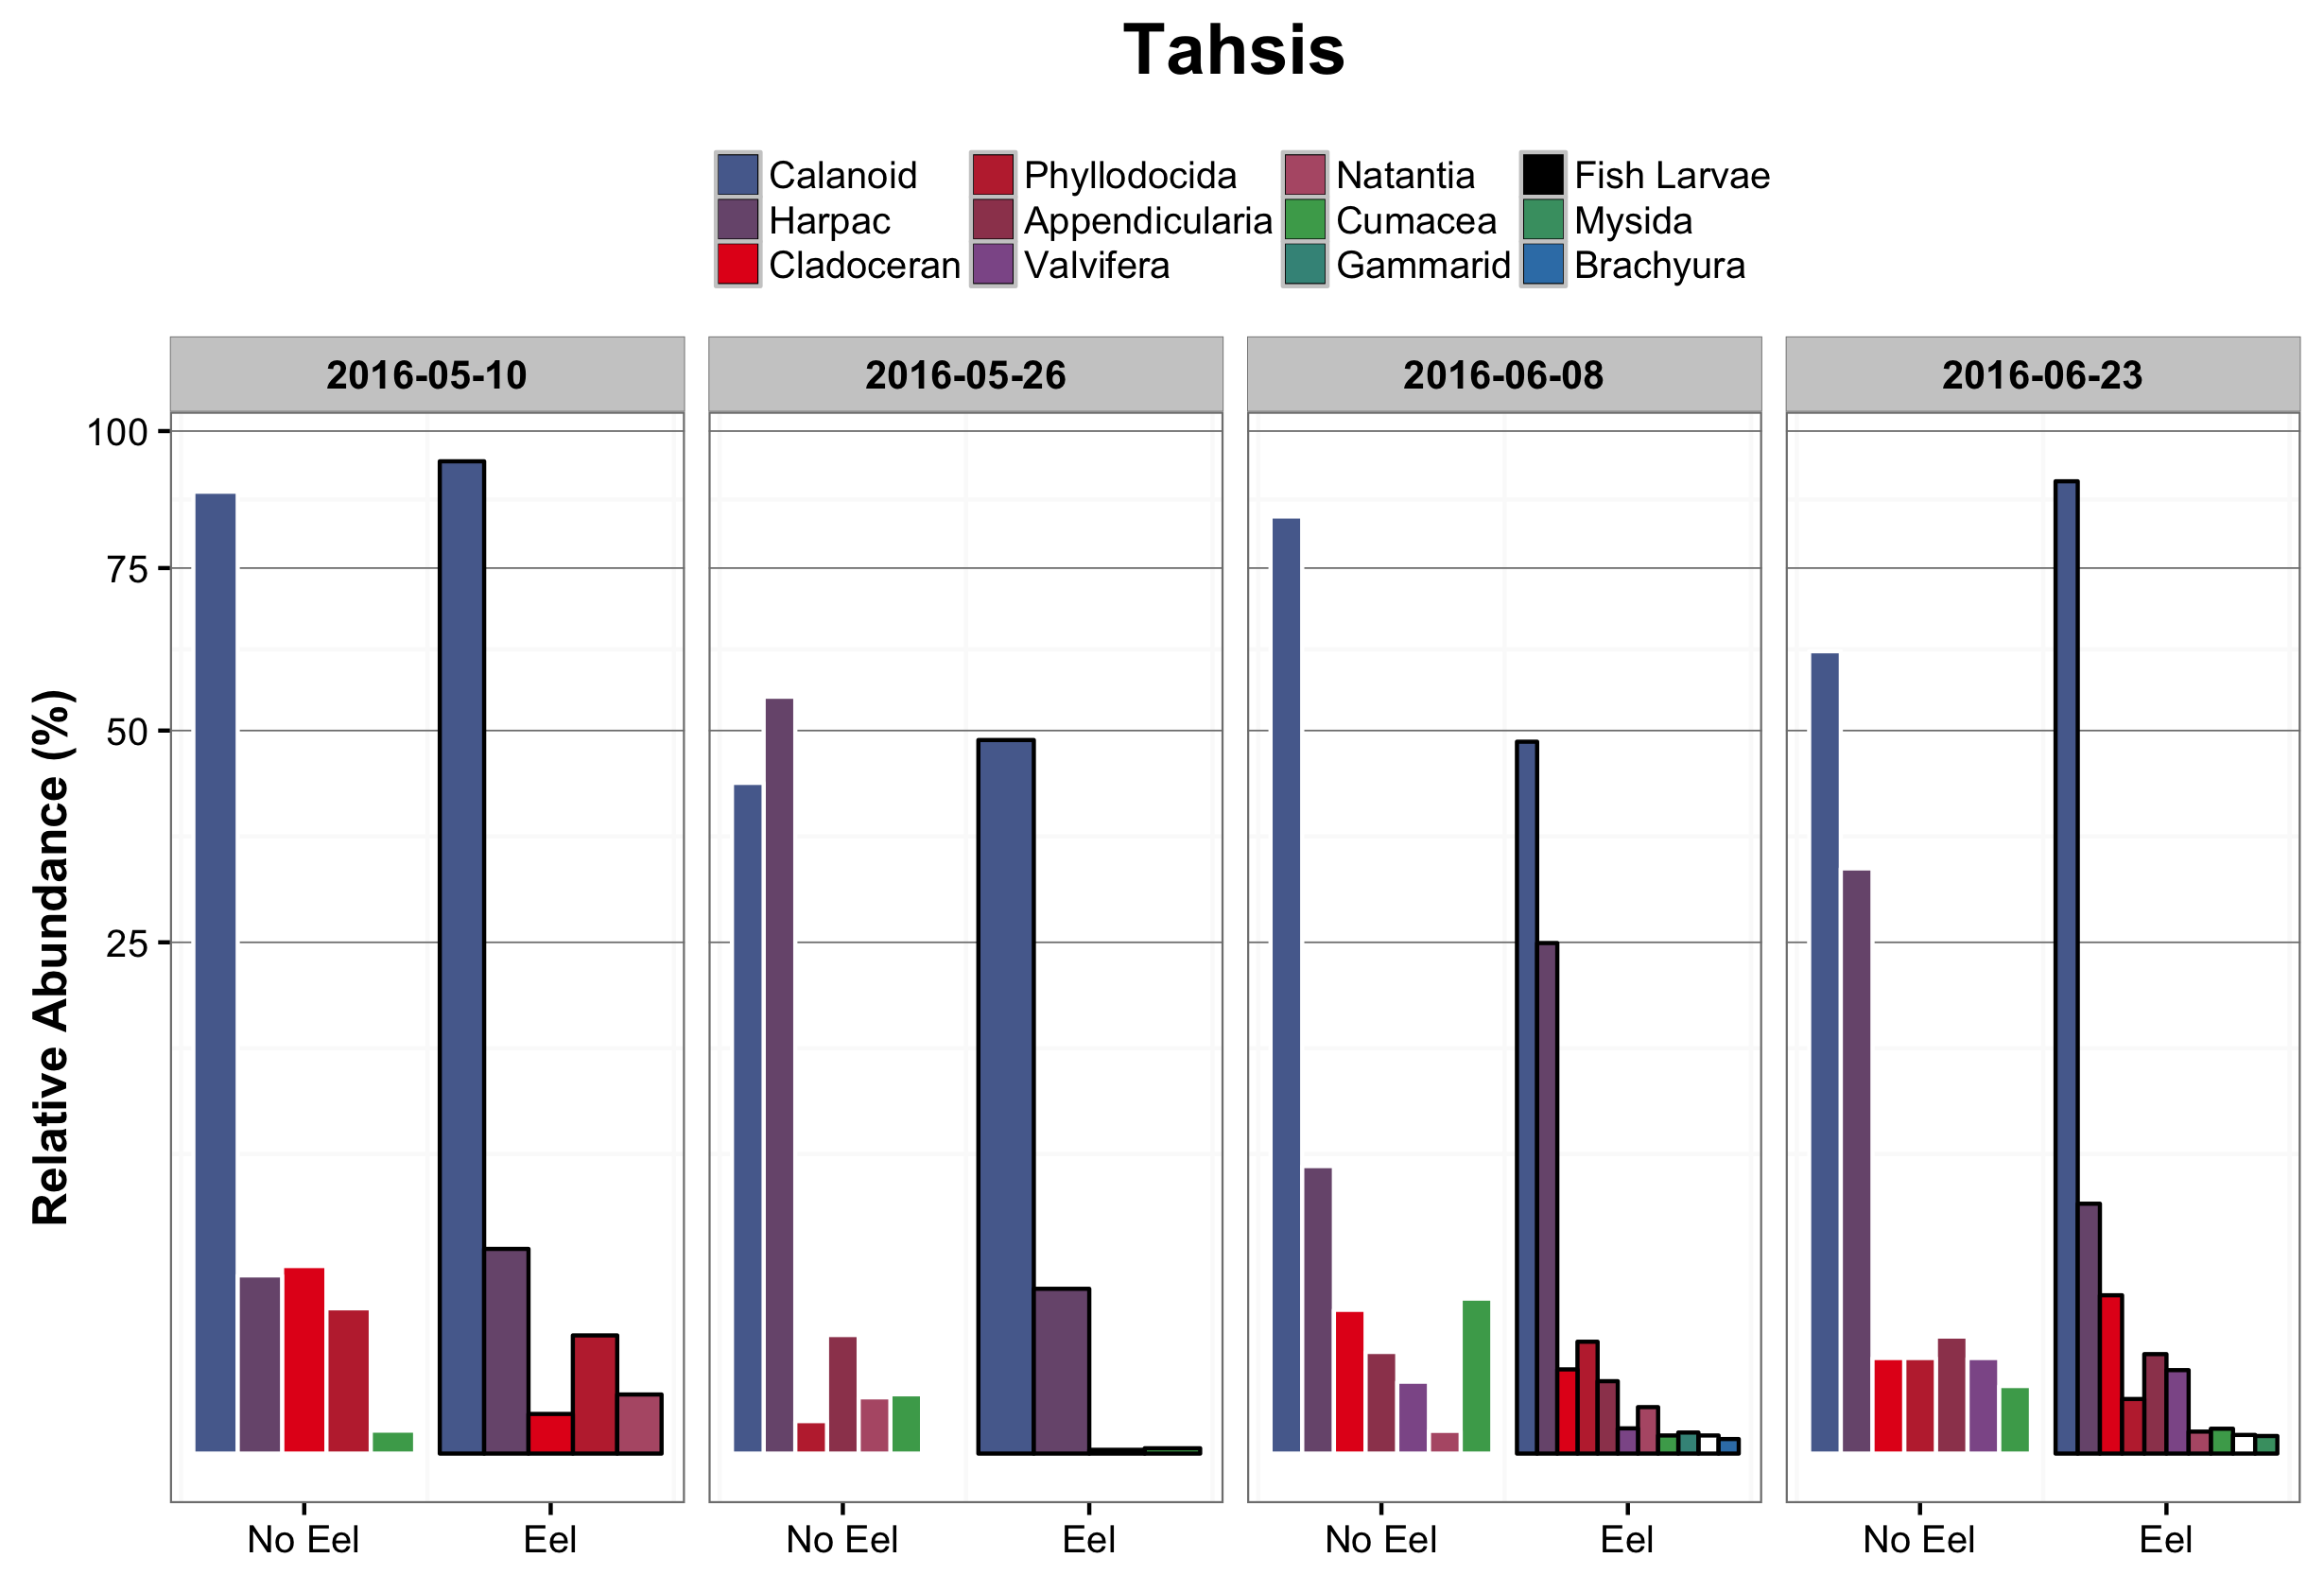 Tahsis
Calanoid Phyllodocida Natantia Fish Larvae
Harpac Appendicularia Cumacea Mysida
Cladoceran Valvifera Gammarid Brachyura
2016-05-10 2016-05-26 2016-06-08 2016-06-23
100
75
50
25
Relative Abundance (%)
No Eel Eel No Eel Eel No Eel Eel No Eel Eel